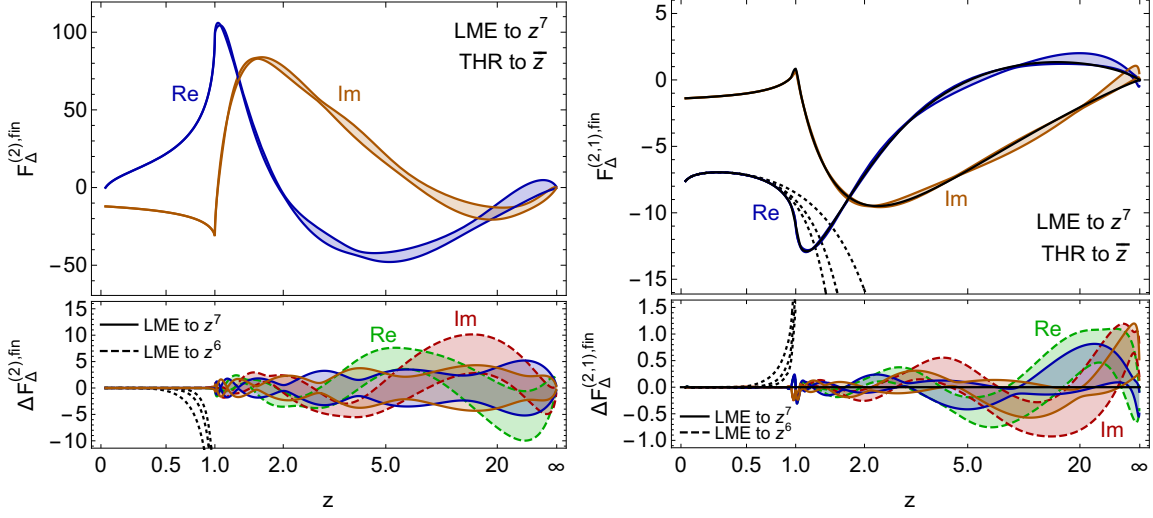 LME to z^7
THR to z̄
Re
Im
F_Δ^{(2),fin}
100
50
0
−50
LME to z^7
LME to z^6
Re
Im
ΔF_Δ^{(2),fin}
15
10
5
0
−5
−10
0 0.5 1.0 2.0 5.0 20 ∞
z
5
0
−5
−10
−15
F_Δ^{(2,1),fin}
Re
Im
LME to z^7
THR to z̄
1.5
1.0
0.5
0.0
−0.5
−1.0
ΔF_Δ^{(2,1),fin}
Re
LME to z^7
LME to z^6
Im
0 0.5 1.0 2.0 5.0 20 ∞
z